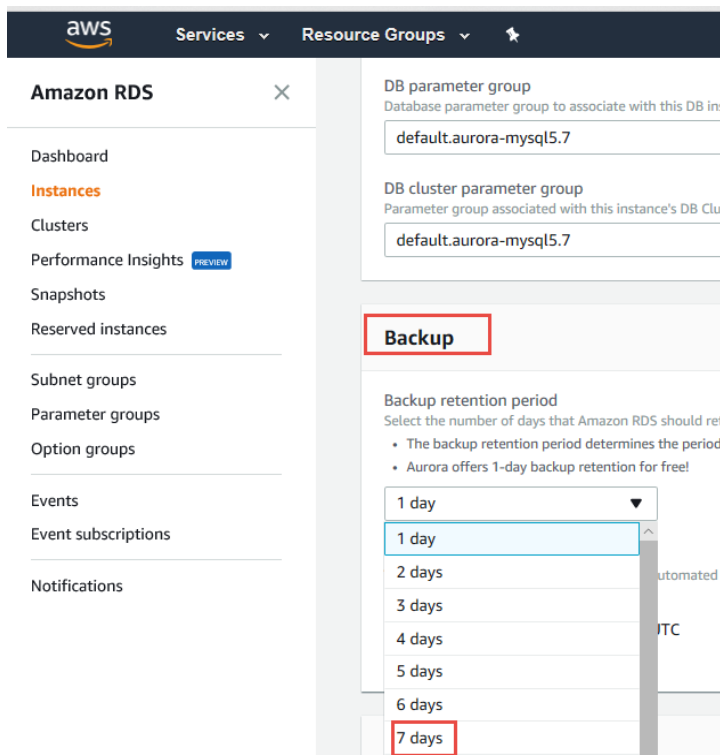 aws
Services
Resource Groups
Amazon RDS
Dashboard
Instances
Clusters
Performance Insights PREVIEW
Snapshots
Reserved instances
Subnet groups
Parameter groups
Option groups
Events
Event subscriptions
Notifications
DB parameter group
Database parameter group to associate with this DB
default.aurora-mysql5.7
DB cluster parameter group
Parameter group associated with this instance's DB
default.aurora-mysql5.7
Backup
Backup retention period
Select the number of days that Amazon RDS should
The backup retention period determines the period
Aurora offers 1-day backup retention for free!
1 day
1 day
2 days
3 days
4 days
5 days
6 days
7 days
utomated
UTC